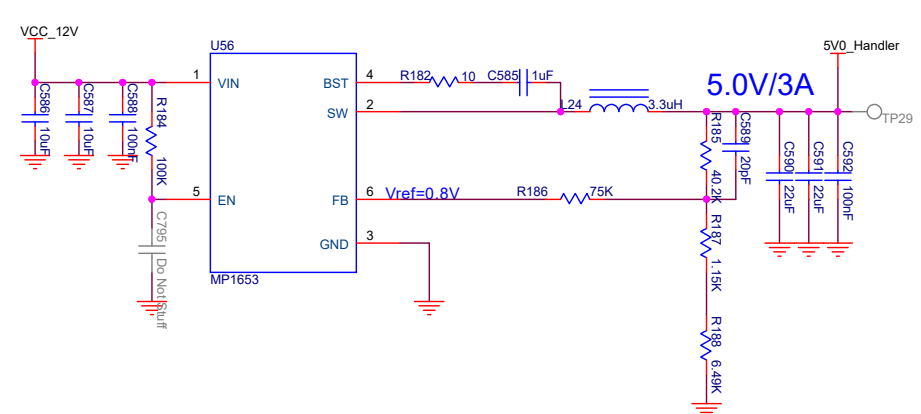 VCC_12V
U56
5V0_Handler
1
VIN
BST
4
R182
10
C585
1uF
5.0V/3A
2
SW
L24
3.3uH
TP29
C586
10uF
C587
10uF
C588
100nF
R184
100K
R185
40.2K
C589
20pF
C590
22uF
C591
22uF
C592
100nF
5
EN
FB
6
Vref=0.8V
R186
75K
C795
Do Not Stuff
GND
3
R187
1.15K
MP1653
R188
6.49K